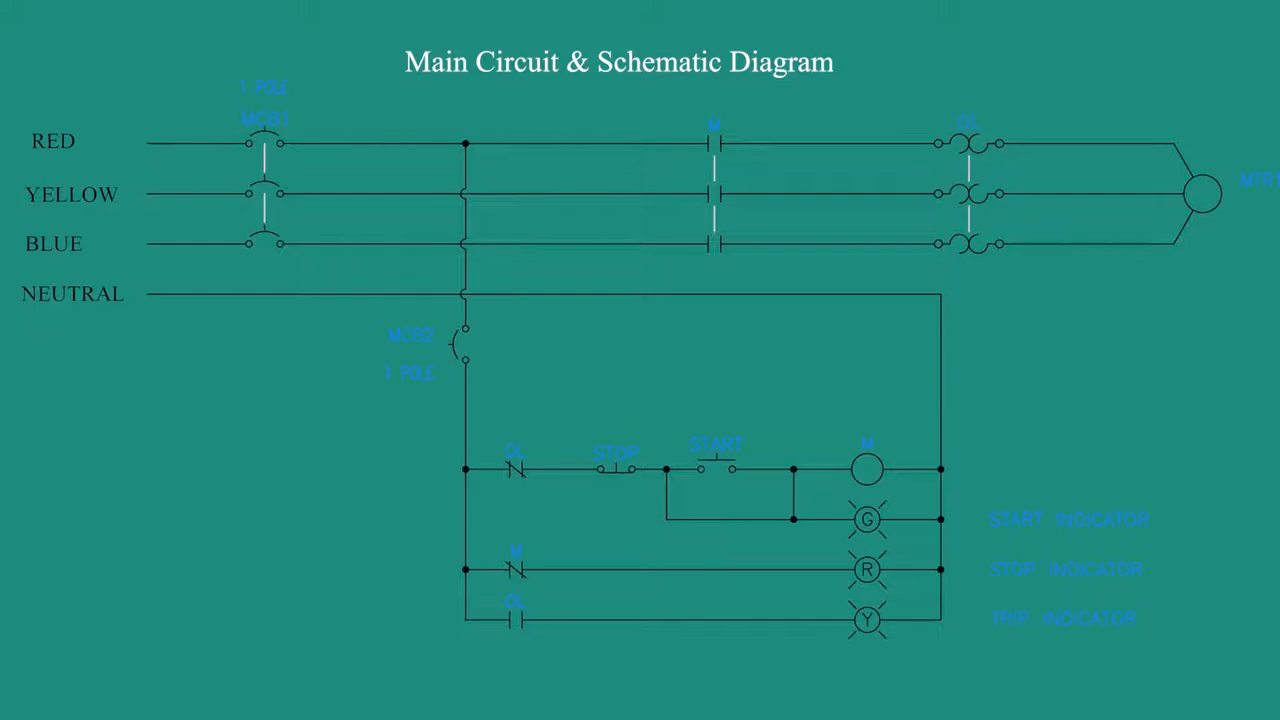 Main Circuit & Schematic Diagram
1 POLE
MCB1
M
OL
RED
YELLOW
MTR1
BLUE
NEUTRAL
MCB2
1 POLE
OL
STOP
START
M
G
START INDICATOR
M
R
STOP INDICATOR
OL
Y
TRIP INDICATOR